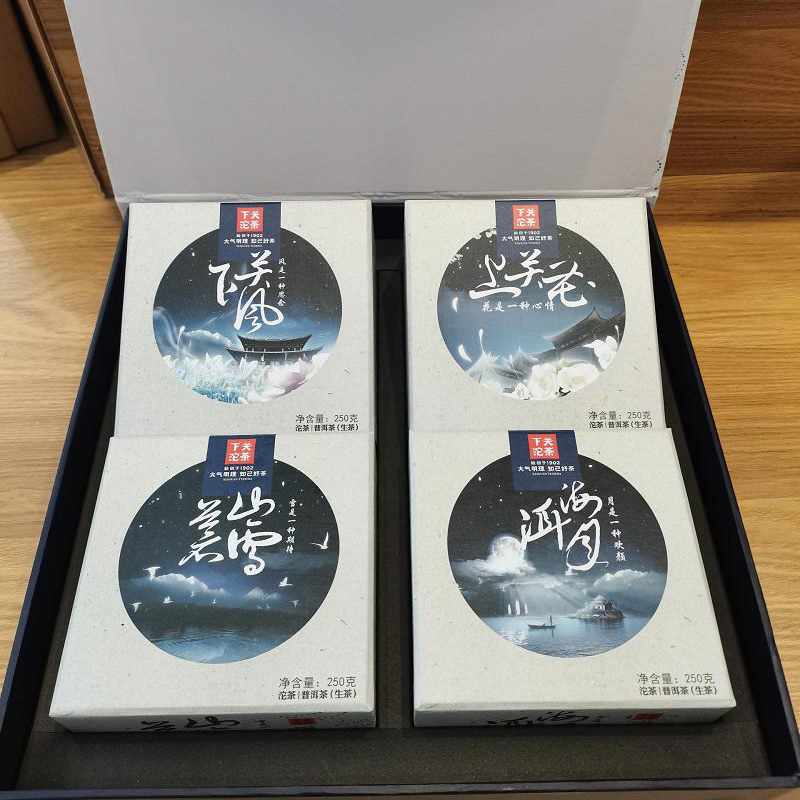 下关
沱茶
始创于1902
大气明理 知己好茶
下关风
风是一种思念
净含量：250克
沱茶|普洱茶(生茶)
下关
沱茶
始创于1902
大气明理 知己好茶
上关花
花是一种心情
净含量：250克
沱茶|普洱茶(生茶)
下关
沱茶
始创于1902
大气明理 知己好茶
苍山雪
雪是一种期待
净含量：250克
沱茶|普洱茶(生茶)
下关
沱茶
始创于1902
大气明理 知己好茶
洱海月
月是一种欢颜
净含量：250克
沱茶|普洱茶(生茶)